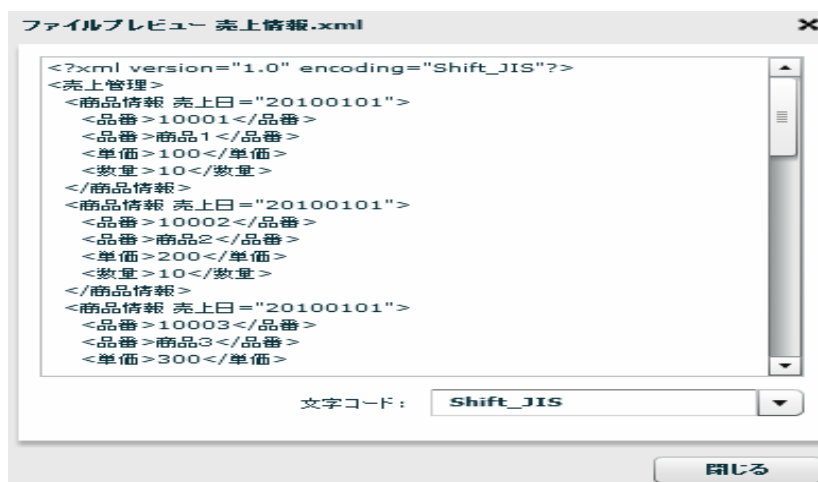 ファイルプレビュー 売上情報.xml
<?xml version="1.0" encoding="Shift_JIS"?>
<売上管理>
<商品情報 売上日="20100101">
<品番>10001</品番>
<品番>商品1</品番>
<単価>100</単価>
<数量>10</数量>
</商品情報>
<商品情報 売上日="20100101">
<品番>10002</品番>
<品番>商品2</品番>
<単価>200</単価>
<数量>10</数量>
</商品情報>
<商品情報 売上日="20100101">
<品番>10003</品番>
<品番>商品3</品番>
<単価>300</単価>
文字コード: Shift_JIS
閉じる